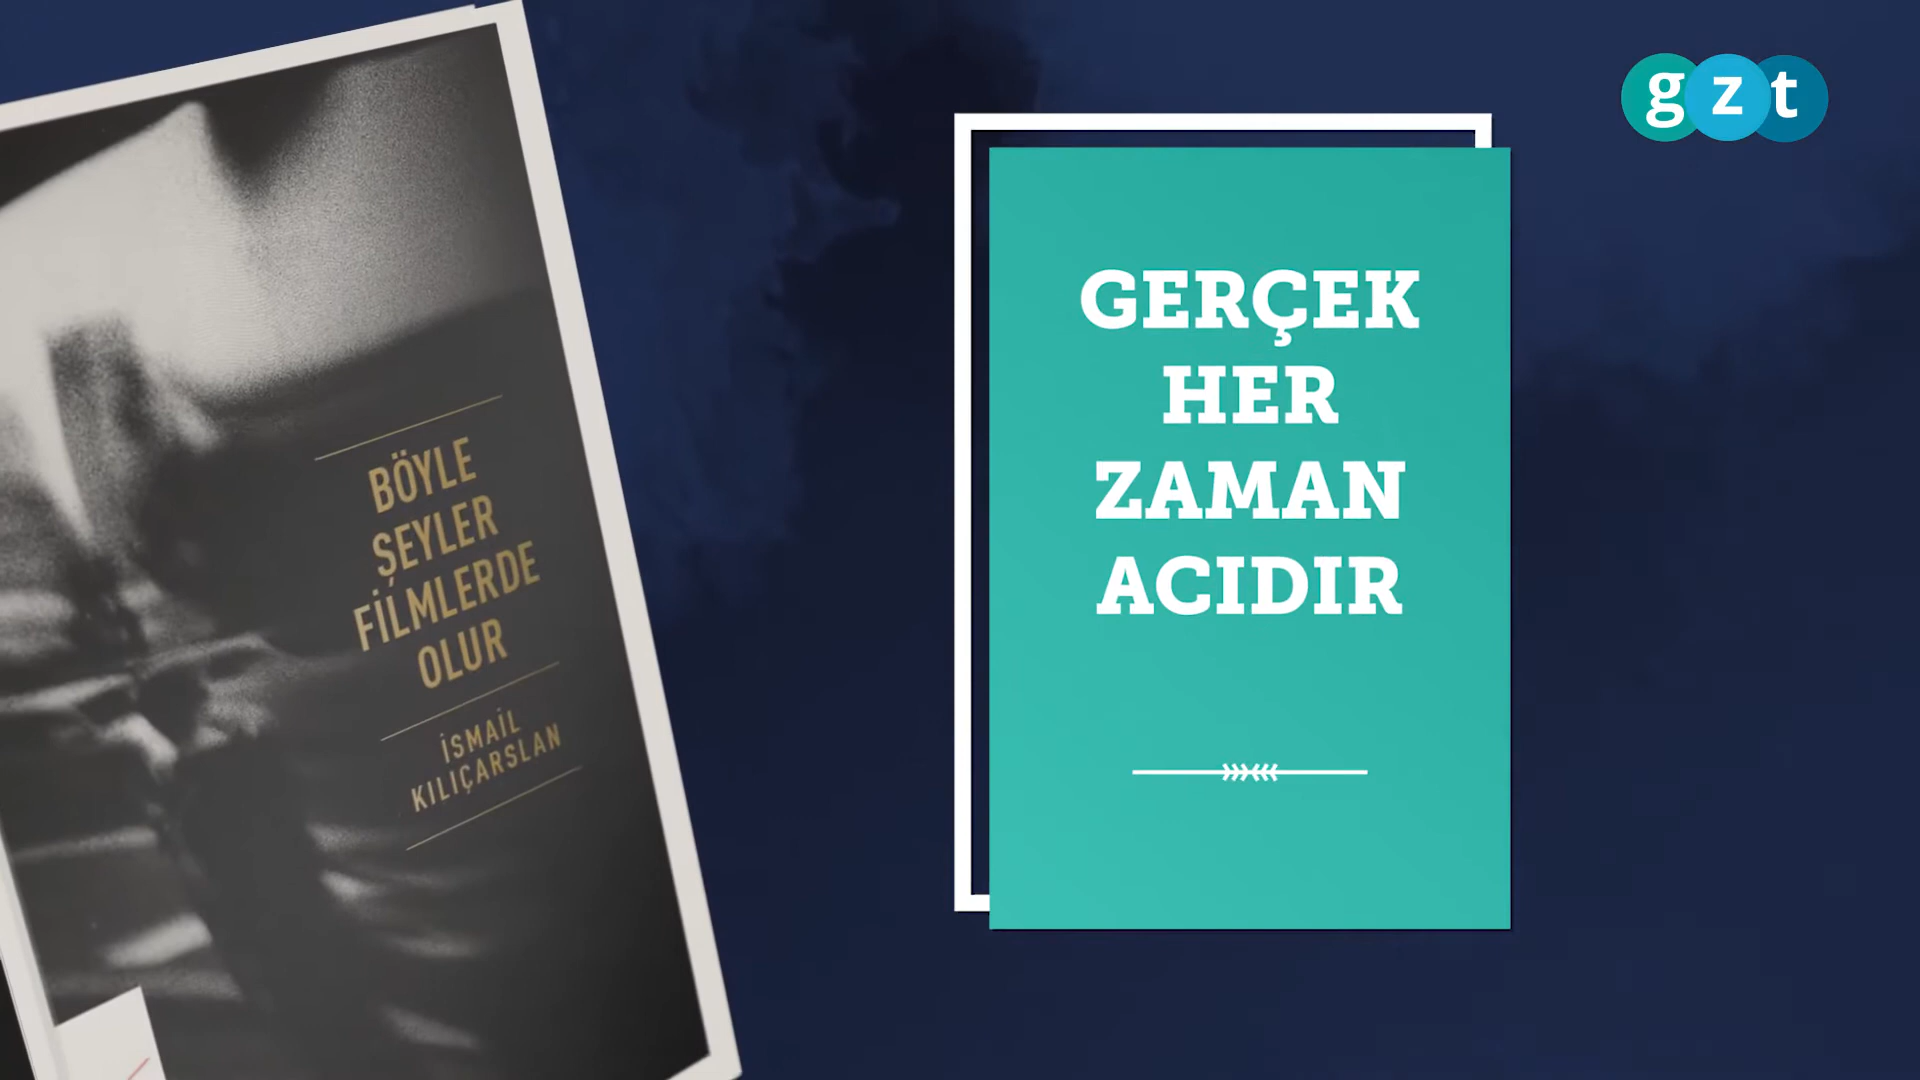 BÖYLE
ŞEYLER
FİLMLERDE
OLUR
İSMAİL
KILIÇARSLAN
GERÇEK
HER
ZAMAN
ACIDIR
gzt